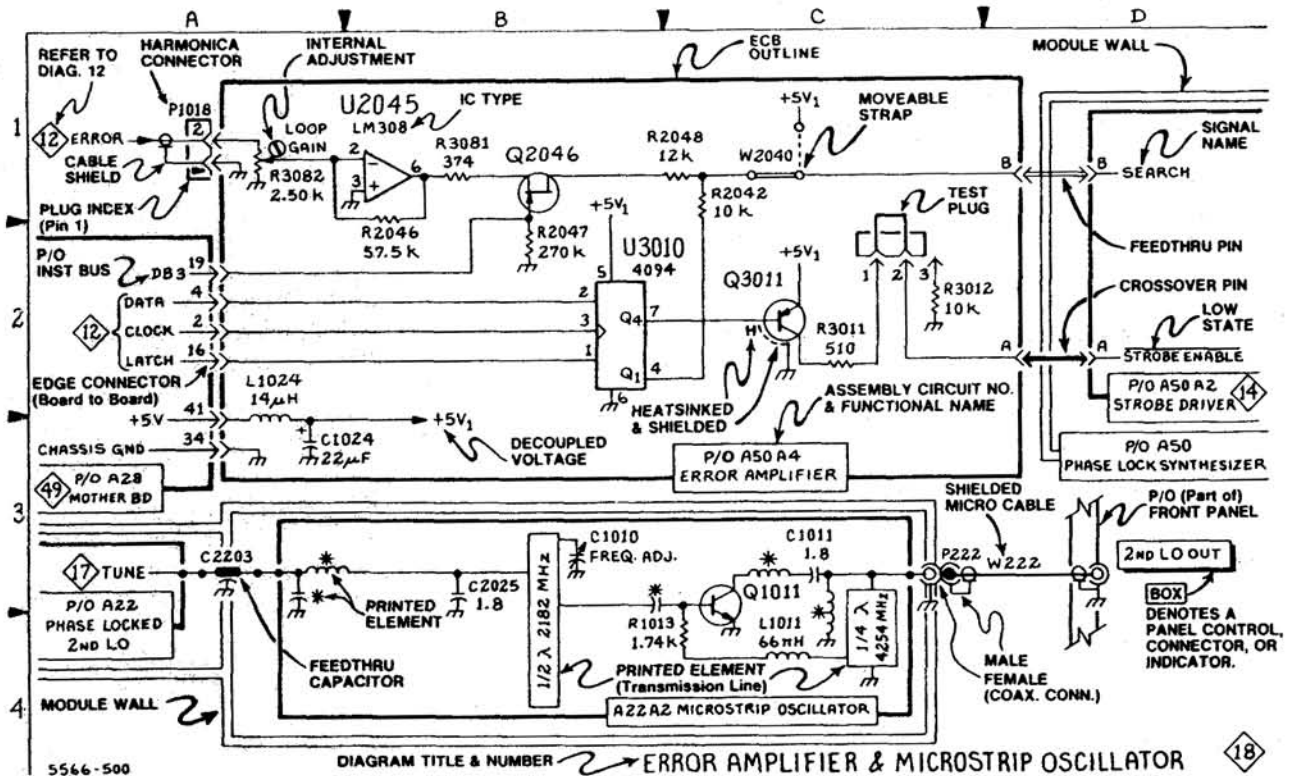 A B C D
REFER TO
DIAG. 12
HARMONICA
CONNECTOR
INTERNAL
ADJUSTMENT
ECB
OUTLINE
MODULE WALL
1
P1018
2
12 ERROR
CABLE
SHIELD
PLUG INDEX
(Pin 1)
LOOP
GAIN
R3082
2.50 K
U2045
LM308
IC TYPE
2
3
6
R3081
374
Q2046
R2046
57.5 K
R2047
270 K
R2048
12 K
W2040
+5V1
MOVEABLE
STRAP
R2042
10 K
TEST
PLUG
B B
SIGNAL
NAME
SEARCH
FEEDTHRU PIN
2
P/O
INST BUS
DB3
19
DATA
4
12
CLOCK
2
LATCH
16
EDGE CONNECTOR
(Board to Board)
+5V1
U3010
4094
5
2
3
1
Q4
7
Q1
4
6
Q3011
+5V1
H
R3011
510
1 2 3
R3012
10 K
CROSSOVER PIN
LOW
STATE
A A
STROBE ENABLE
P/O A50 A2
STROBE DRIVER
14
HEATSINKED
& SHIELDED
ASSEMBLY CIRCUIT NO.
& FUNCTIONAL NAME
P/O A50 A4
ERROR AMPLIFIER
P/O A50
PHASE LOCK SYNTHESIZER
+5V
41
L1024
14µH
+
C1024
22µF
+5V1
DECOUPLED
VOLTAGE
CHASSIS GND
34
49
P/O A28
MOTHER BD
3
17 TUNE
P/O A22
PHASE LOCKED
2ND LO
C2203
*
*
PRINTED
ELEMENT
FEEDTHRU
CAPACITOR
C2025
1.8
1/2 λ 2182 MHz
C1010
FREQ. ADJ.
*
R1013
1.74 K
*
Q1011
C1011
1.8
*
L1011
66nH
1/4 λ
4254 MHz
PRINTED ELEMENT
(Transmission Line)
A22A2 MICROSTRIP OSCILLATOR
SHIELDED
MICRO CABLE
P222
W222
P/O (Part of)
FRONT PANEL
2ND LO OUT
BOX
DENOTES A
PANEL CONTROL,
CONNECTOR, OR
INDICATOR.
MALE
FEMALE
(COAX. CONN.)
4
MODULE WALL
5566-500
DIAGRAM TITLE & NUMBER
ERROR AMPLIFIER & MICROSTRIP OSCILLATOR
18